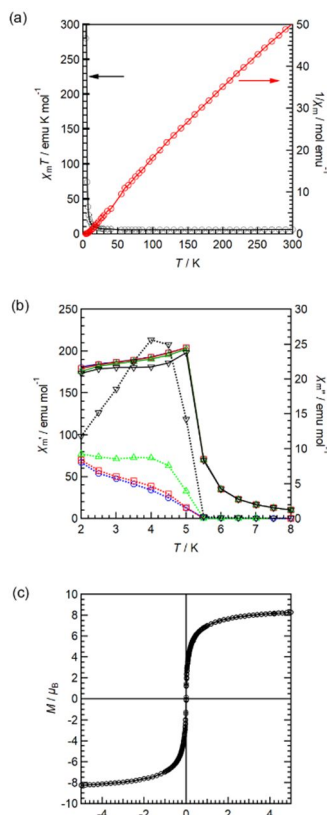 (a)
300
250
200
150
100
50
0
χmT / emu K mol⁻¹
50
40
30
20
10
0
1/χm / mol emu⁻¹
0 50 100 150 200 250 300
T / K
(b)
250
200
150
100
50
0
χm' / emu mol⁻¹
30
25
20
15
10
5
0
χm" / emu mol⁻¹
2 3 4 5 6 7 8
T / K
(c)
10
8
6
4
2
0
-2
-4
-6
-8
-10
M / μB
-4 -2 0 2 4